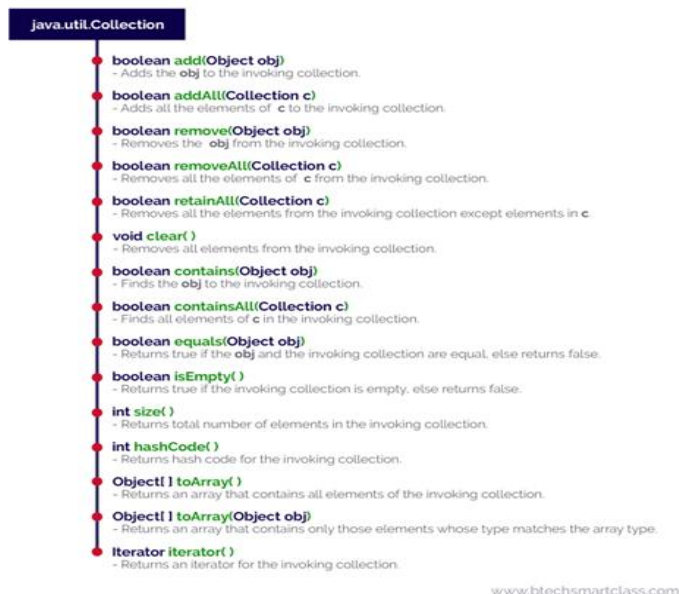 java.util.Collection
boolean add(Object obj)
- Adds the obj to the invoking collection.
boolean addAll(Collection c)
- Adds all the elements of c to the invoking collection.
boolean remove(Object obj)
- Removes the obj from the invoking collection.
boolean removeAll(Collection c)
- Removes all the elements of c from the invoking collection.
boolean retainAll(Collection c)
- Removes all the elements from the invoking collection except elements in c
void clear( )
- Removes all elements from the invoking collection.
boolean contains(Object obj)
- Finds the obj to the invoking collection.
boolean containsAll(Collection c)
- Finds all elements of c in the invoking collection.
boolean equals(Object obj)
- Returns true if the obj and the invoking collection are equal, else returns false.
boolean isEmpty( )
- Returns true if the invoking collection is empty, else returns false.
int size( )
- Returns total number of elements in the invoking collection.
int hashCode( )
- Returns hash code for the invoking collection.
Object[ ] toArray( )
- Returns an array that contains all elements of the invoking collection.
Object[ ] toArray(Object obj)
- Returns an array that contains only those elements whose type matches the array type.
Iterator iterator( )
- Returns an iterator for the invoking collection.
www.btechsmartclass.com